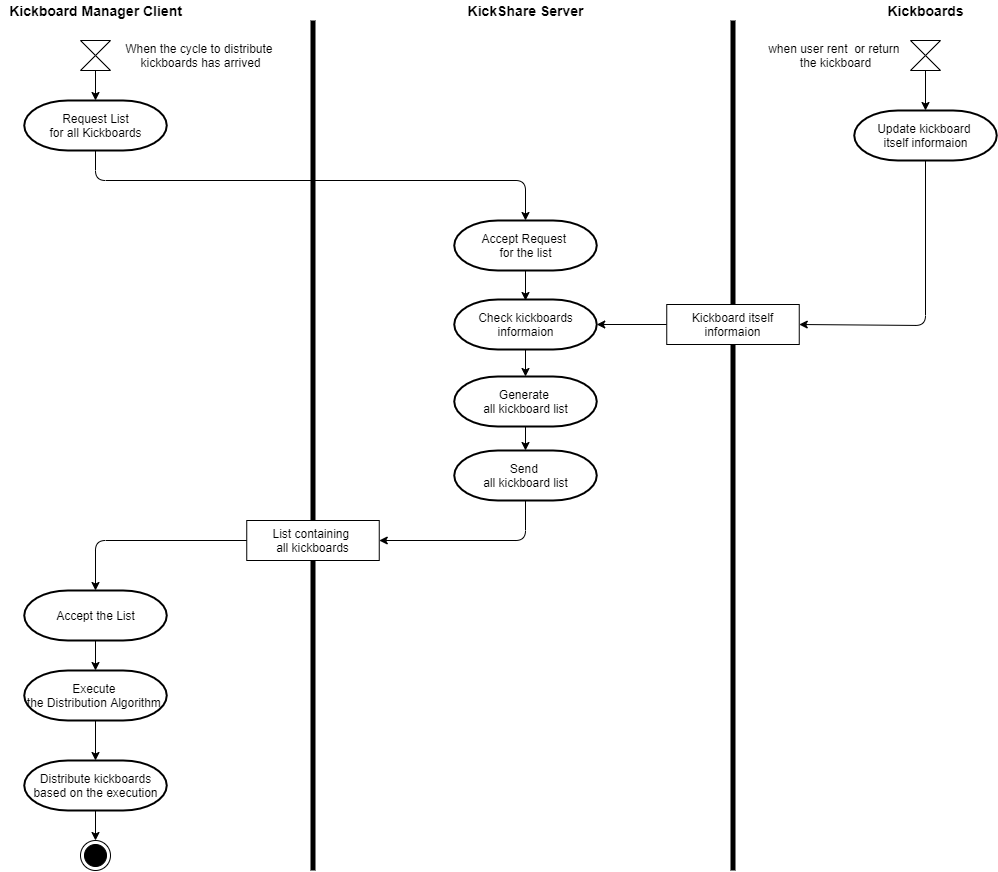 Kickboard Manager Client
KickShare Server
Kickboards
When the cycle to distribute
kickboards has arrived
when user rent or return
the kickboard
Request List
for all Kickboards
Update kickboard
itself informaion
Accept Request
for the list
Check kickboards
informaion
Kickboard itself
informaion
Generate
all kickboard list
Send
all kickboard list
List containing
all kickboards
Accept the List
Execute
the Distribution Algorithm
Distribute kickboards
based on the execution